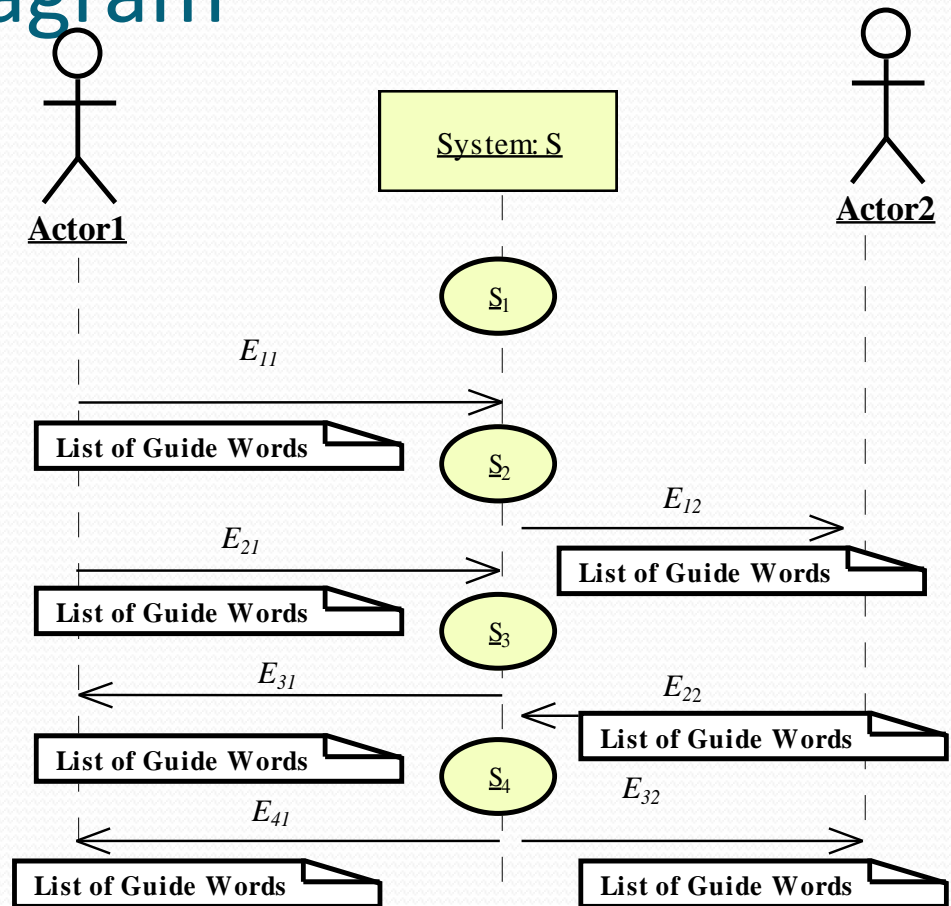 System: S
Actor2
Actor1
S1
E11
List of Guide Words
S2
E12
E21
List of Guide Words
List of Guide Words
S3
E31
E22
List of Guide Words
List of Guide Words
S4
E32
E41
List of Guide Words
List of Guide Words